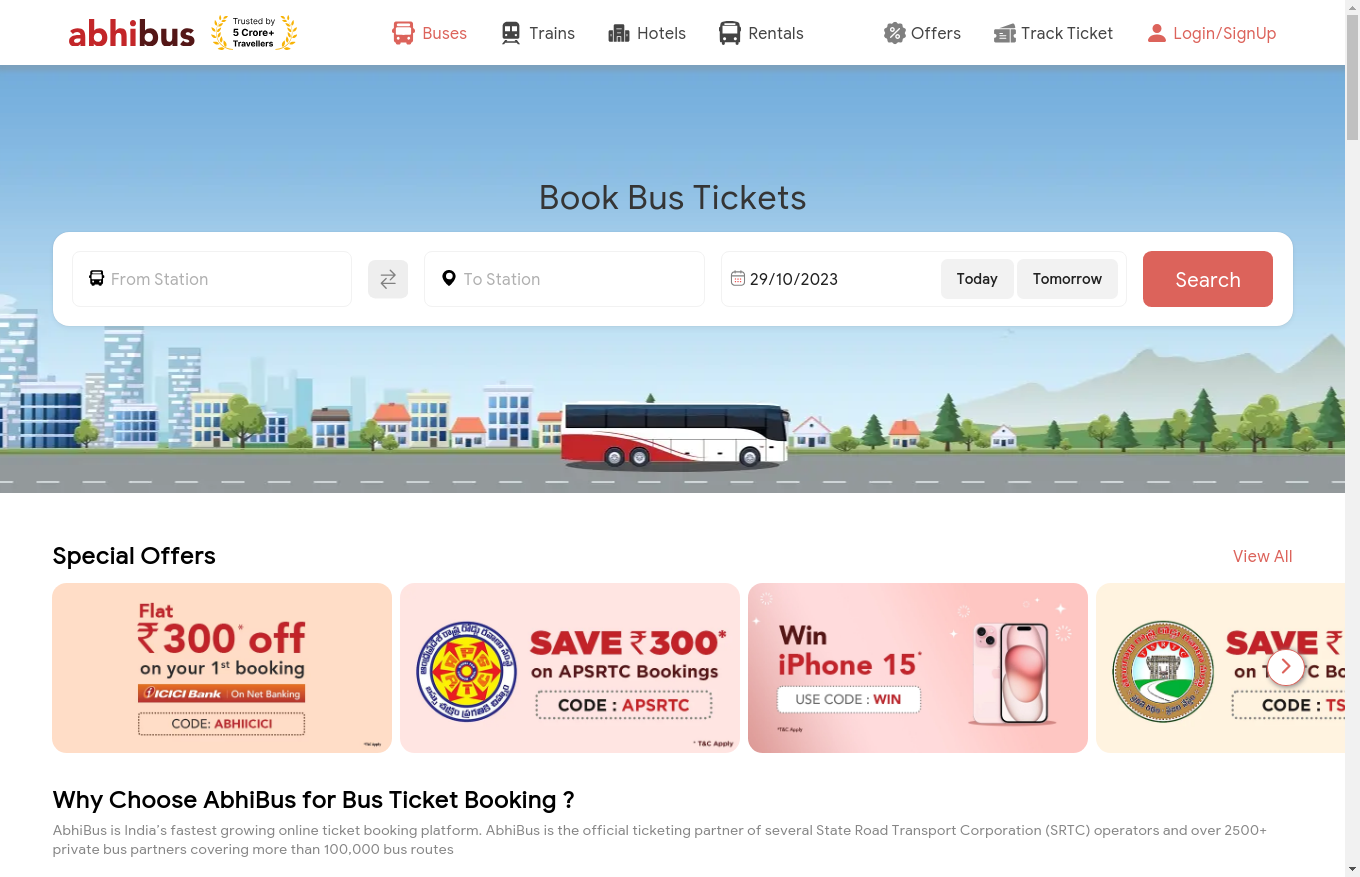 abhibus
Trusted by
5 Crore+
Travellers
Buses
Trains
Hotels
Rentals
Offers
Track Ticket
Login/SignUp
Book Bus Tickets
From Station
To Station
29/10/2023
Today
Tomorrow
Search
Special Offers
View All
Flat
₹300* off
on your 1st booking
ICICI Bank | On Net Banking
CODE: ABHIICICI
*T&C Apply
SAVE ₹300*
on APSRTC Bookings
CODE : APSRTC
* T&C Apply
Win
iPhone 15*
USE CODE : WIN
*T&C Apply
SAVE ₹
on T RTC Bo
CODE : TS
Why Choose AbhiBus for Bus Ticket Booking ?
AbhiBus is India's fastest growing online ticket booking platform. AbhiBus is the official ticketing partner of several State Road Transport Corporation (SRTC) operators and over 2500+
private bus partners covering more than 100,000 bus routes